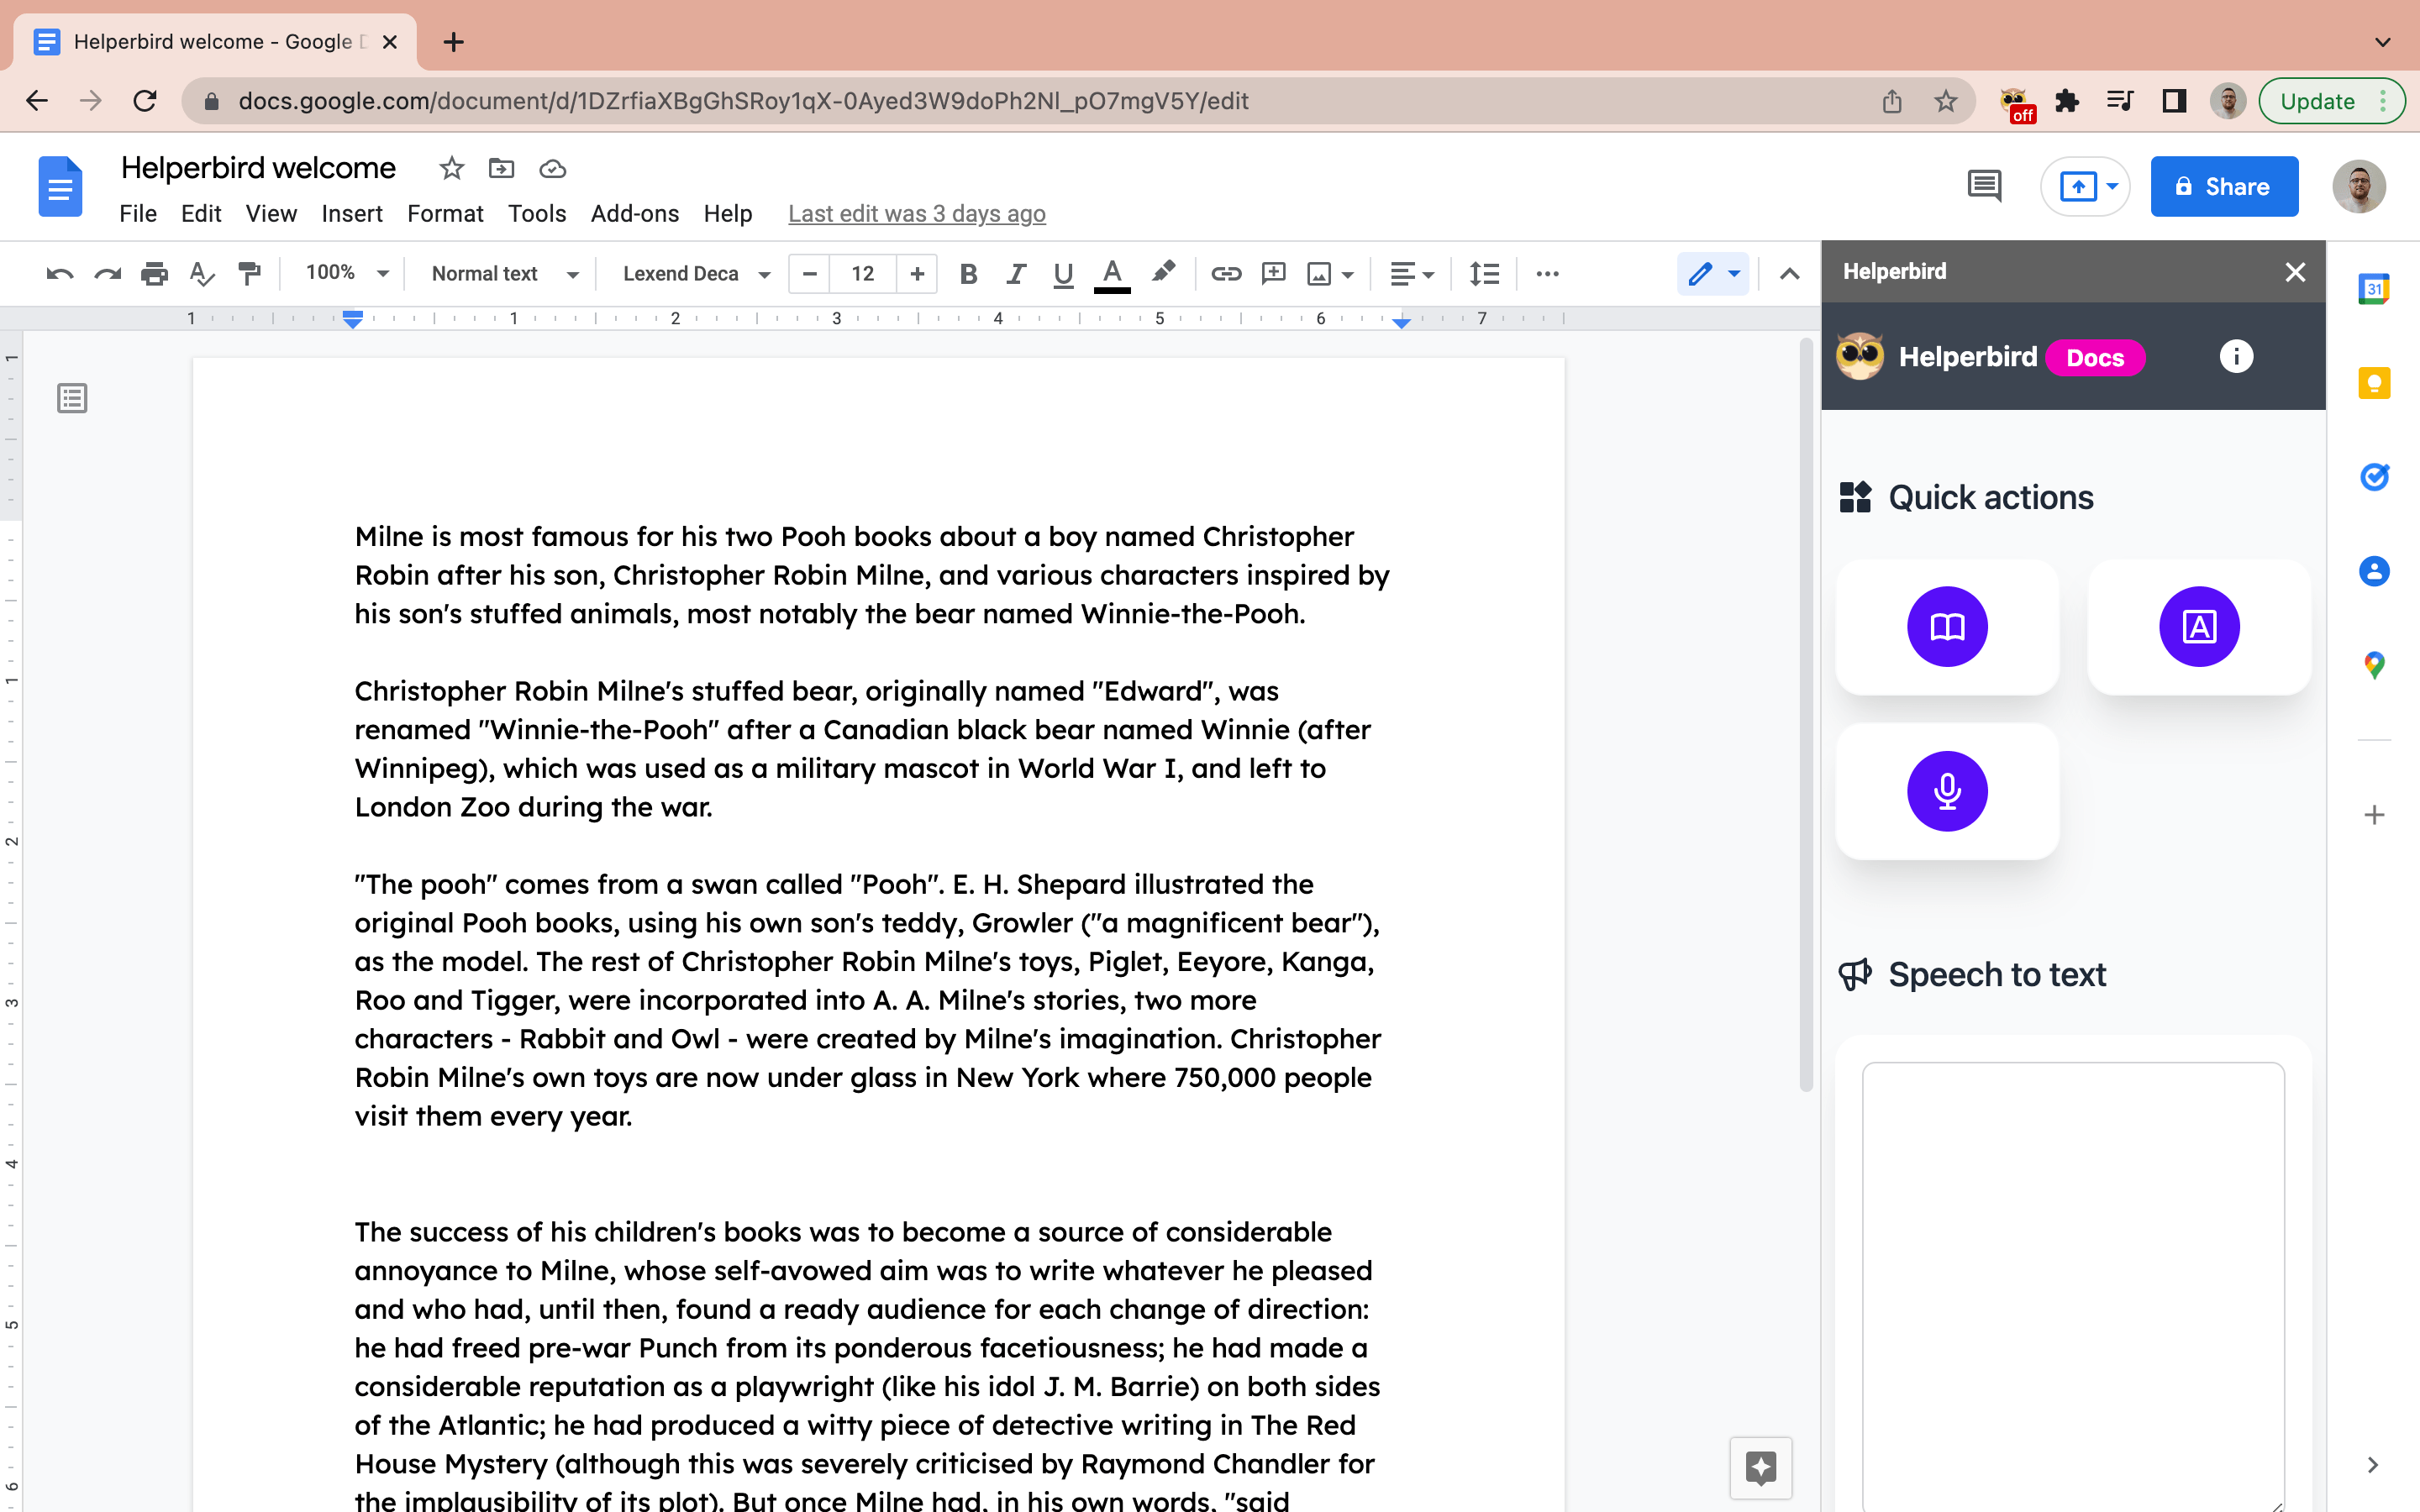 Helperbird welcome - Google
docs.google.com/document/d/1DZrfiaXBgGhSRoy1qX-0Ayed3W9doPh2Nl_pO7mgV5Y/edit
off
Update
Helperbird welcome
File Edit View Insert Format Tools Add-ons Help Last edit was 3 days ago
Share
100% Normal text Lexend Deca 12
1 1 2 3 4 5 6 7
Milne is most famous for his two Pooh books about a boy named Christopher
Robin after his son, Christopher Robin Milne, and various characters inspired by
his son's stuffed animals, most notably the bear named Winnie-the-Pooh.
Christopher Robin Milne's stuffed bear, originally named "Edward", was
renamed "Winnie-the-Pooh" after a Canadian black bear named Winnie (after
Winnipeg), which was used as a military mascot in World War I, and left to
London Zoo during the war.
"The pooh" comes from a swan called "Pooh". E. H. Shepard illustrated the
original Pooh books, using his own son's teddy, Growler ("a magnificent bear"),
as the model. The rest of Christopher Robin Milne's toys, Piglet, Eeyore, Kanga,
Roo and Tigger, were incorporated into A. A. Milne's stories, two more
characters - Rabbit and Owl - were created by Milne's imagination. Christopher
Robin Milne's own toys are now under glass in New York where 750,000 people
visit them every year.
The success of his children's books was to become a source of considerable
annoyance to Milne, whose self-avowed aim was to write whatever he pleased
and who had, until then, found a ready audience for each change of direction:
he had freed pre-war Punch from its ponderous facetiousness; he had made a
considerable reputation as a playwright (like his idol J. M. Barrie) on both sides
of the Atlantic; he had produced a witty piece of detective writing in The Red
House Mystery (although this was severely criticised by Raymond Chandler for
the implausibility of its plot). But once Milne had, in his own words, "said
1
1
2
3
4
5
6
Helperbird
Helperbird Docs
Quick actions
Speech to text
31